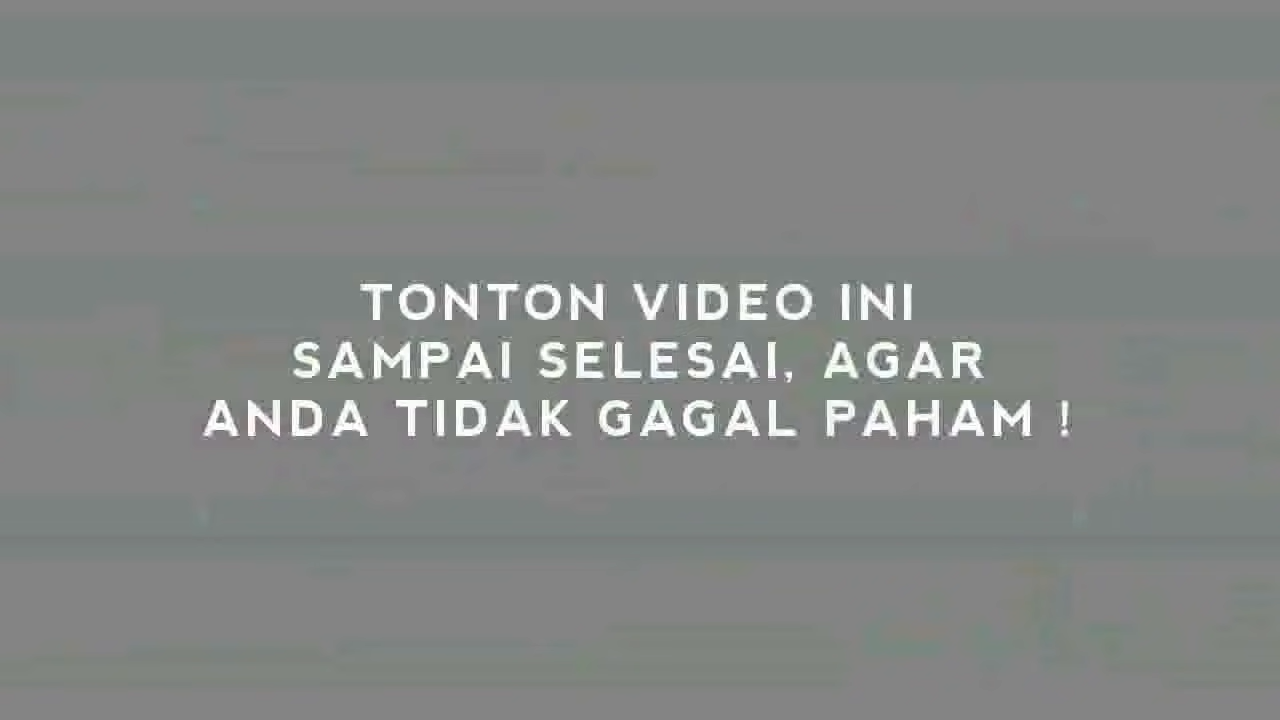 TONTON VIDEO INI
SAMPAI SELESAI, AGAR
ANDA TIDAK GAGAL PAHAM !